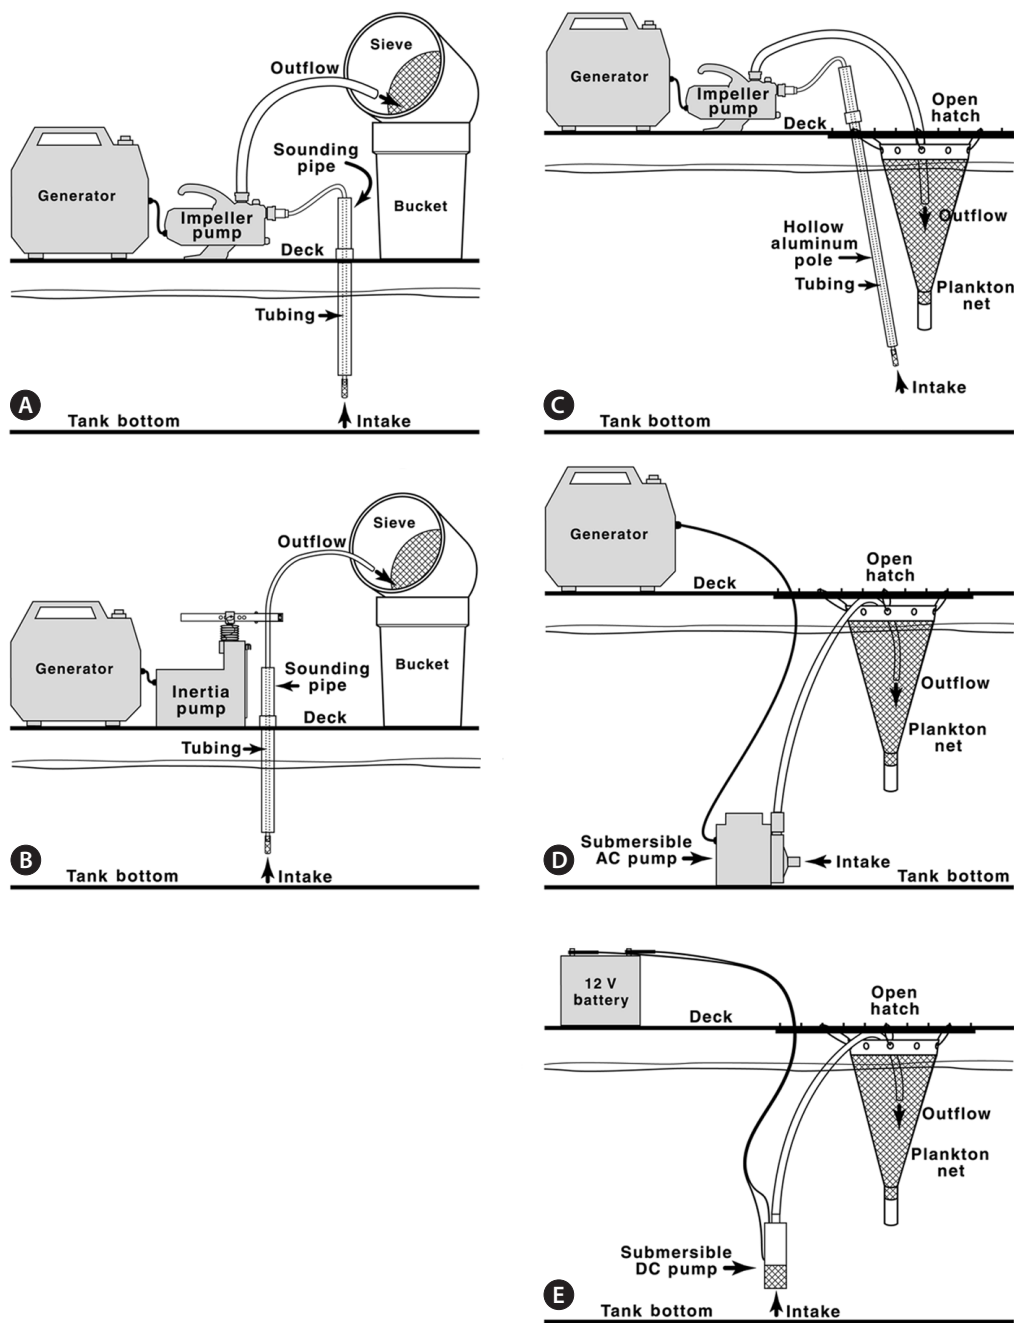 Sieve
Outflow
Sounding
pipe
Generator
Impeller
pump
Bucket
Deck
Tubing
Intake
Tank bottom
A
Sieve
Outflow
Generator
Inertia
pump
Sounding
pipe
Bucket
Deck
Tubing
Intake
Tank bottom
B
Generator
Impeller
pump
Deck
Open
hatch
Outflow
Hollow
aluminum
pole
Tubing
Plankton
net
Intake
Tank bottom
C
Generator
Deck
Open
hatch
Outflow
Plankton
net
Submersible
AC pump
Intake
Tank bottom
D
12 V
battery
Deck
Open
hatch
Outflow
Plankton
net
Submersible
DC pump
Intake
Tank bottom
E